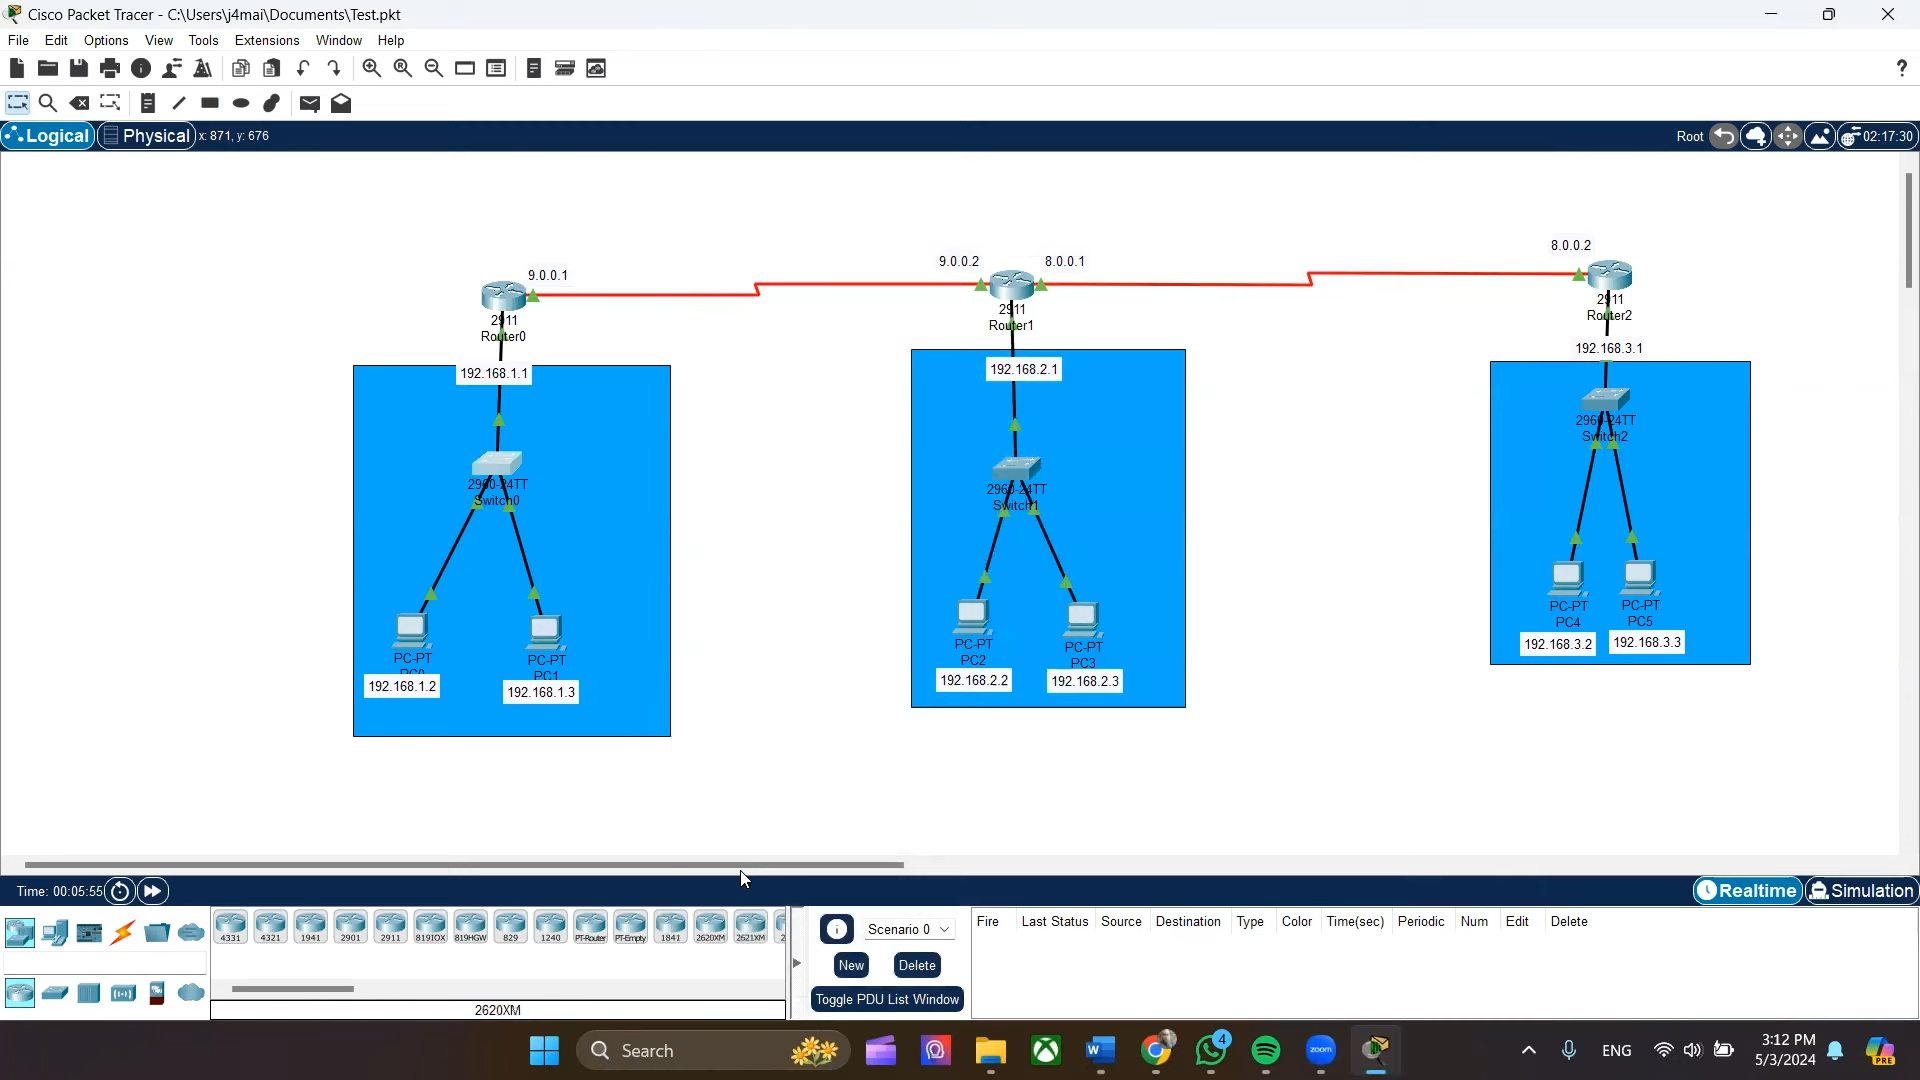 Cisco Packet Tracer - C:\Users\j4mai\Documents\Test.pkt
File Edit Options View Tools Extensions Window Help
?
Logical Physical x: 871, y: 676 Root 02:17:30
8.0.0.2
9.0.0.2 8.0.0.1
9.0.0.1
2911
Router2
2911
Router1
2911
Router0
192.168.3.1
192.168.1.1
192.168.2.1
2960-24TT
Switch2
2960-24TT
Switch0
2960-24TT
Switch1
PC-PT
PC4
PC-PT
PC5
192.168.3.2
192.168.3.3
PC-PT
PC2
PC-PT
PC3
PC-PT
PC0
PC-PT
PC1
192.168.2.2
192.168.2.3
192.168.1.2
192.168.1.3
Time: 00:05:55 Realtime Simulation
4331 4321 1941 2901 2911 819IOX 819HGW 829 1240 PT-Router PT-Empty 1841 2620XM 2621XM 2
Scenario 0
New Delete
Toggle PDU List Window
Fire Last Status Source Destination Type Color Time(sec) Periodic Num Edit Delete
2620XM
Search
W
zoom
4
ENG
3:12 PM
5/3/2024
PRE